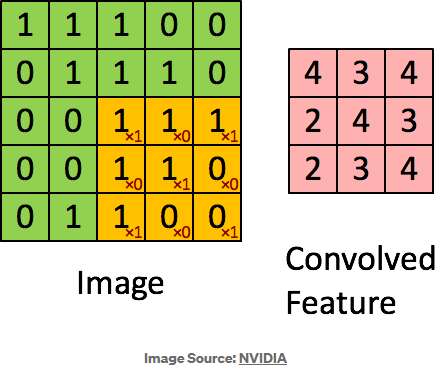 1 1 1 0 0
0 1 1 1 0
0 0 1×1 1×0 1×1
0 0 1×0 1×1 0×0
0 1 1×1 0×0 0×1
4 3 4
2 4 3
2 3 4
Image
Convolved
Feature
Image Source: NVIDIA